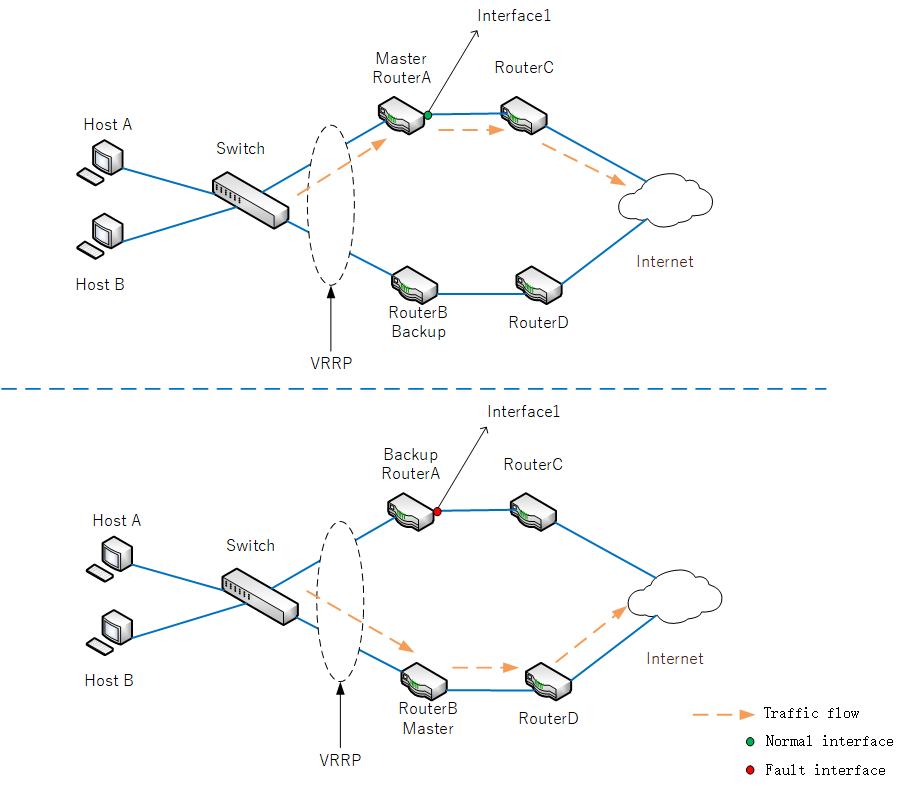 Interface1
Master
RouterA
RouterC
Host A
Switch
Internet
Host B
RouterB
Backup
RouterD
VRRP
Interface1
Backup
RouterA
RouterC
Host A
Switch
Internet
Host B
RouterB
Master
RouterD
VRRP
Traffic flow
Normal interface
Fault interface